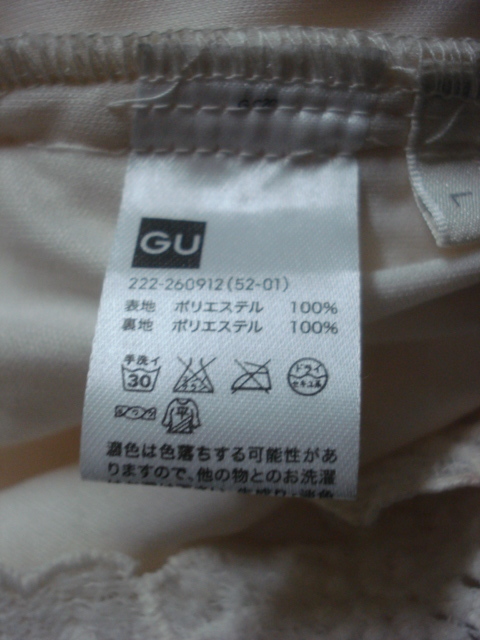 GU
222-260912(52-01)
表地 ポリエステル 100%
裏地 ポリエステル 100%
手洗イ
30
ドライ
セキユ系
平
濃色は色落ちする可能性があ
りますので、他の物とのお洗濯
L